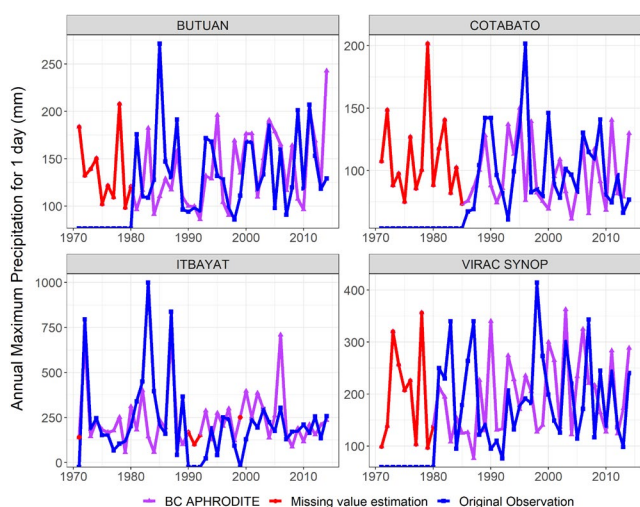 BUTUAN
COTABATO
Annual Maximum Precipitation for 1 day (mm)
250
200
150
100
200
150
100
1970 1980 1990 2000 2010
1970 1980 1990 2000 2010
ITBAYAT
VIRAC SYNOP
1000
750
500
250
0
400
300
200
100
1970 1980 1990 2000 2010
1970 1980 1990 2000 2010
BC APHRODITE Missing value estimation Original Observation